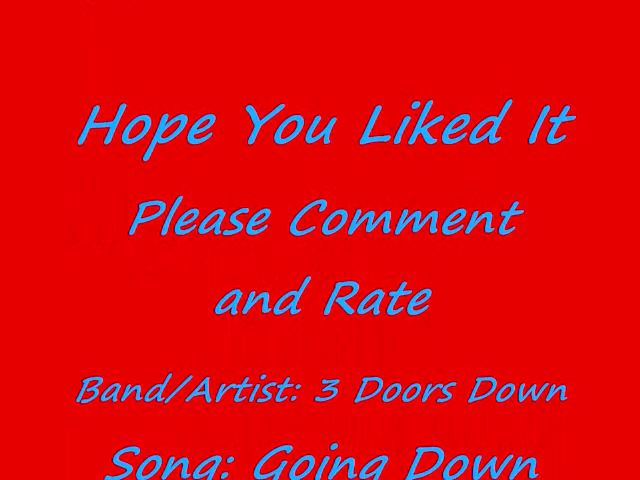 Hope You Liked It
Please Comment
and Rate
Band/Artist: 3 Doors Down
Song: Going Down